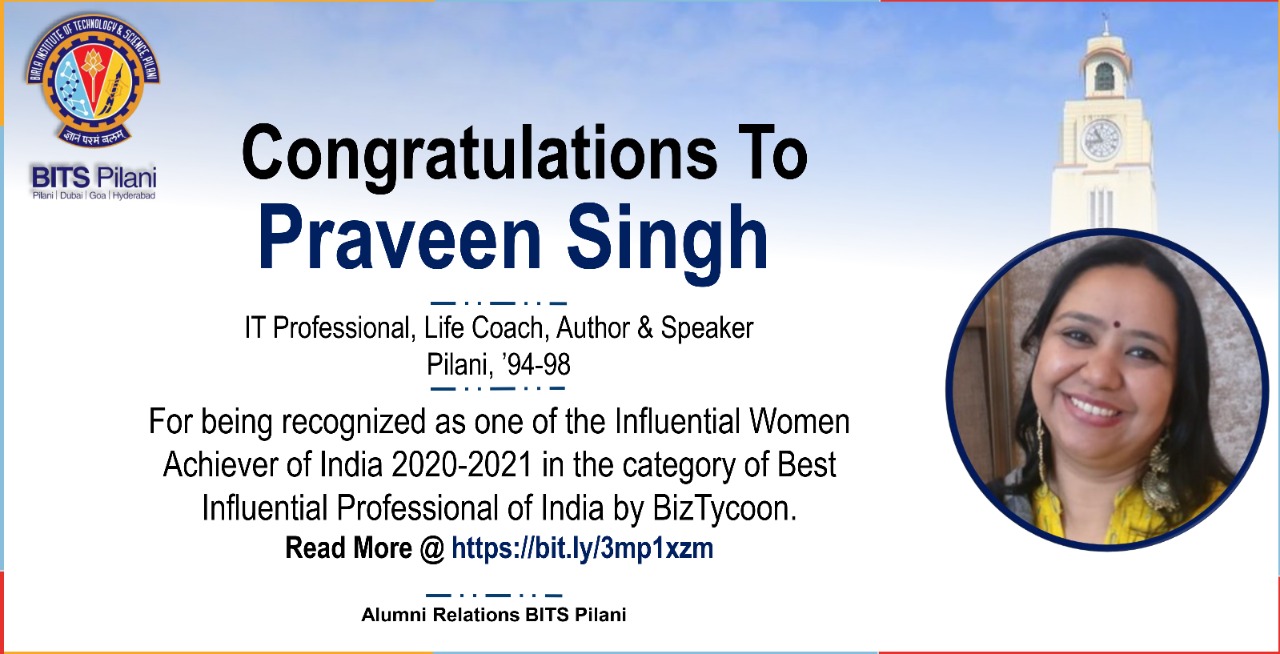 BIRLA INSTITUTE OF TECHNOLOGY & SCIENCE, PILANI
ज्ञानं परमं बलम्
BITS Pilani
Pilani | Dubai | Goa | Hyderabad
Congratulations To
Praveen Singh
IT Professional, Life Coach, Author & Speaker
Pilani, ’94-98
For being recognized as one of the Influential Women
Achiever of India 2020-2021 in the category of Best
Influential Professional of India by BizTycoon.
Read More @ https://bit.ly/3mp1xzm
Alumni Relations BITS Pilani